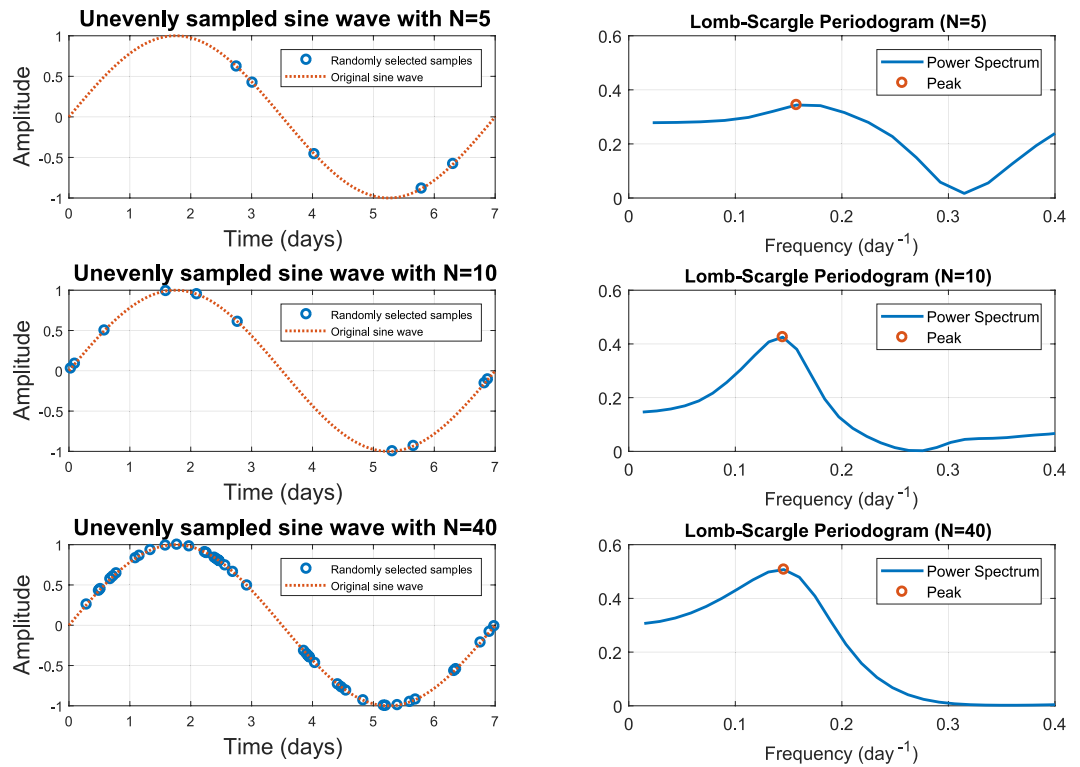 Unevenly sampled sine wave with N=5
Amplitude
1
0.5
0
-0.5
-1
0 1 2 3 4 5 6 7
Time (days)
Randomly selected samples
Original sine wave
Lomb-Scargle Periodogram (N=5)
0.6
0.4
0.2
0
0 0.1 0.2 0.3 0.4
Frequency (day⁻¹)
Power Spectrum
Peak
Unevenly sampled sine wave with N=10
Amplitude
1
0.5
0
-0.5
-1
0 1 2 3 4 5 6 7
Time (days)
Randomly selected samples
Original sine wave
Lomb-Scargle Periodogram (N=10)
0.6
0.4
0.2
0
0 0.1 0.2 0.3 0.4
Frequency (day⁻¹)
Power Spectrum
Peak
Unevenly sampled sine wave with N=40
Amplitude
1
0.5
0
-0.5
-1
0 1 2 3 4 5 6 7
Time (days)
Randomly selected samples
Original sine wave
Lomb-Scargle Periodogram (N=40)
0.6
0.4
0.2
0
0 0.1 0.2 0.3 0.4
Frequency (day⁻¹)
Power Spectrum
Peak